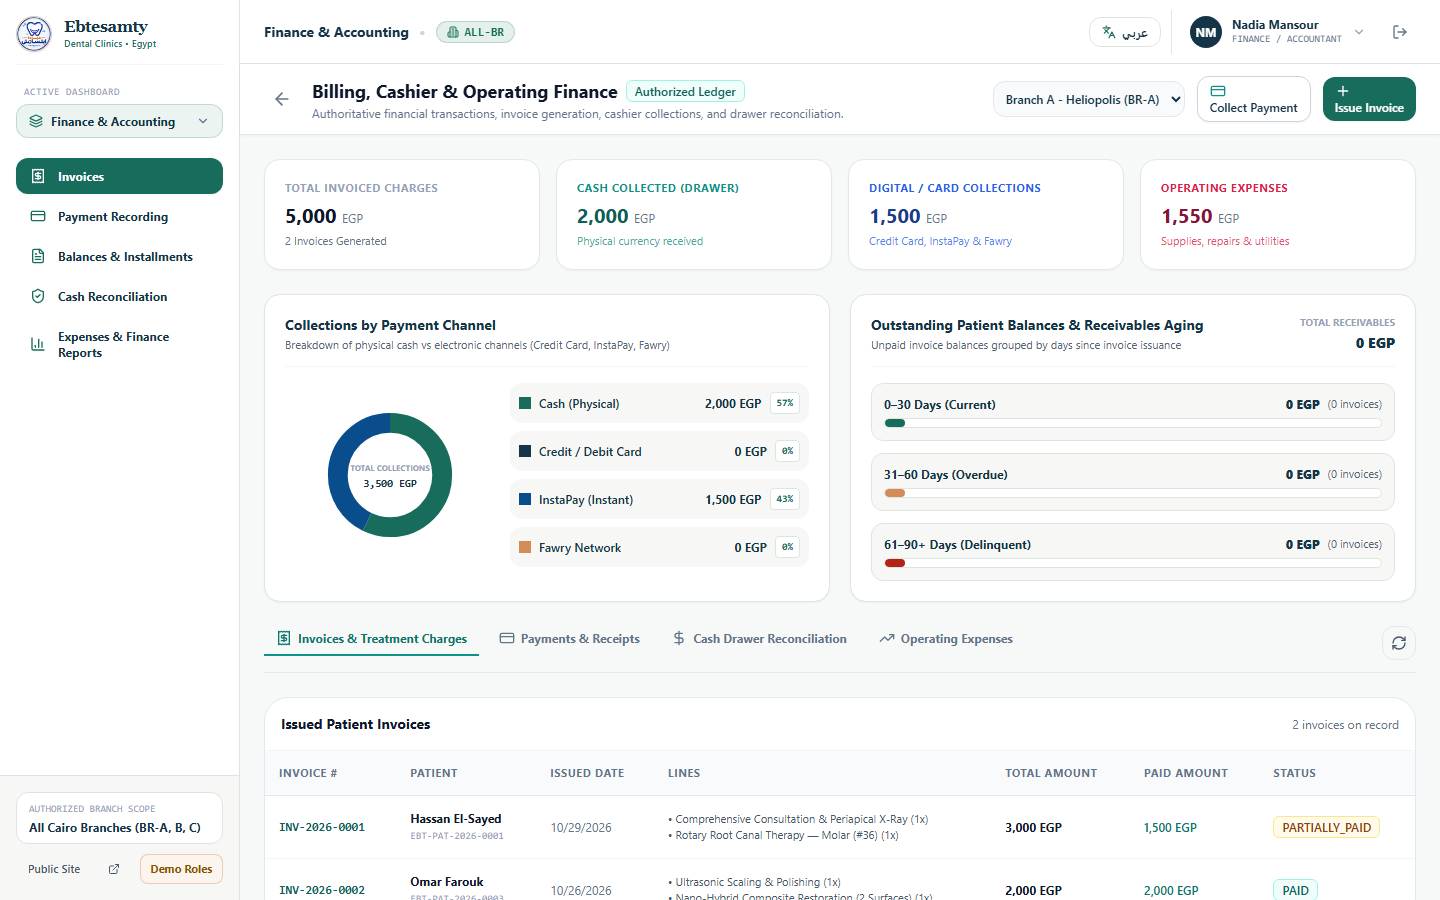 Ebtesamty
Dental Clinics • Egypt
ACTIVE DASHBOARD
Finance & Accounting
Invoices
Payment Recording
Balances & Installments
Cash Reconciliation
Expenses & Finance
Reports
AUTHORIZED BRANCH SCOPE
All Cairo Branches (BR-A, B, C)
Public Site
Demo Roles
Finance & Accounting
ALL-BR
عربي
NM
Nadia Mansour
FINANCE / ACCOUNTANT
Billing, Cashier & Operating Finance
Authorized Ledger
Authoritative financial transactions, invoice generation, cashier collections, and drawer reconciliation.
Branch A - Heliopolis (BR-A)
Collect Payment
Issue Invoice
TOTAL INVOICED CHARGES
5,000 EGP
2 Invoices Generated
CASH COLLECTED (DRAWER)
2,000 EGP
Physical currency received
DIGITAL / CARD COLLECTIONS
1,500 EGP
Credit Card, InstaPay & Fawry
OPERATING EXPENSES
1,550 EGP
Supplies, repairs & utilities
Collections by Payment Channel
Breakdown of physical cash vs electronic channels (Credit Card, InstaPay, Fawry)
TOTAL COLLECTIONS
3,500 EGP
Cash (Physical) 2,000 EGP 57%
Credit / Debit Card 0 EGP 0%
InstaPay (Instant) 1,500 EGP 43%
Fawry Network 0 EGP 0%
Outstanding Patient Balances & Receivables Aging
Unpaid invoice balances grouped by days since invoice issuance
TOTAL RECEIVABLES
0 EGP
0–30 Days (Current) 0 EGP (0 invoices)
31–60 Days (Overdue) 0 EGP (0 invoices)
61–90+ Days (Delinquent) 0 EGP (0 invoices)
Invoices & Treatment Charges
Payments & Receipts
Cash Drawer Reconciliation
Operating Expenses
Issued Patient Invoices
2 invoices on record
INVOICE # PATIENT ISSUED DATE LINES TOTAL AMOUNT PAID AMOUNT STATUS
INV-2026-0001
Hassan El-Sayed
EBT-PAT-2026-0001
10/29/2026
• Comprehensive Consultation & Periapical X-Ray (1x)
• Rotary Root Canal Therapy — Molar (#36) (1x)
3,000 EGP
1,500 EGP
PARTIALLY_PAID
INV-2026-0002
Omar Farouk
EBT-PAT-2026-0003
10/26/2026
• Ultrasonic Scaling & Polishing (1x)
• Nano-Hybrid Composite Restoration (2 Surfaces) (1x)
2,000 EGP
2,000 EGP
PAID